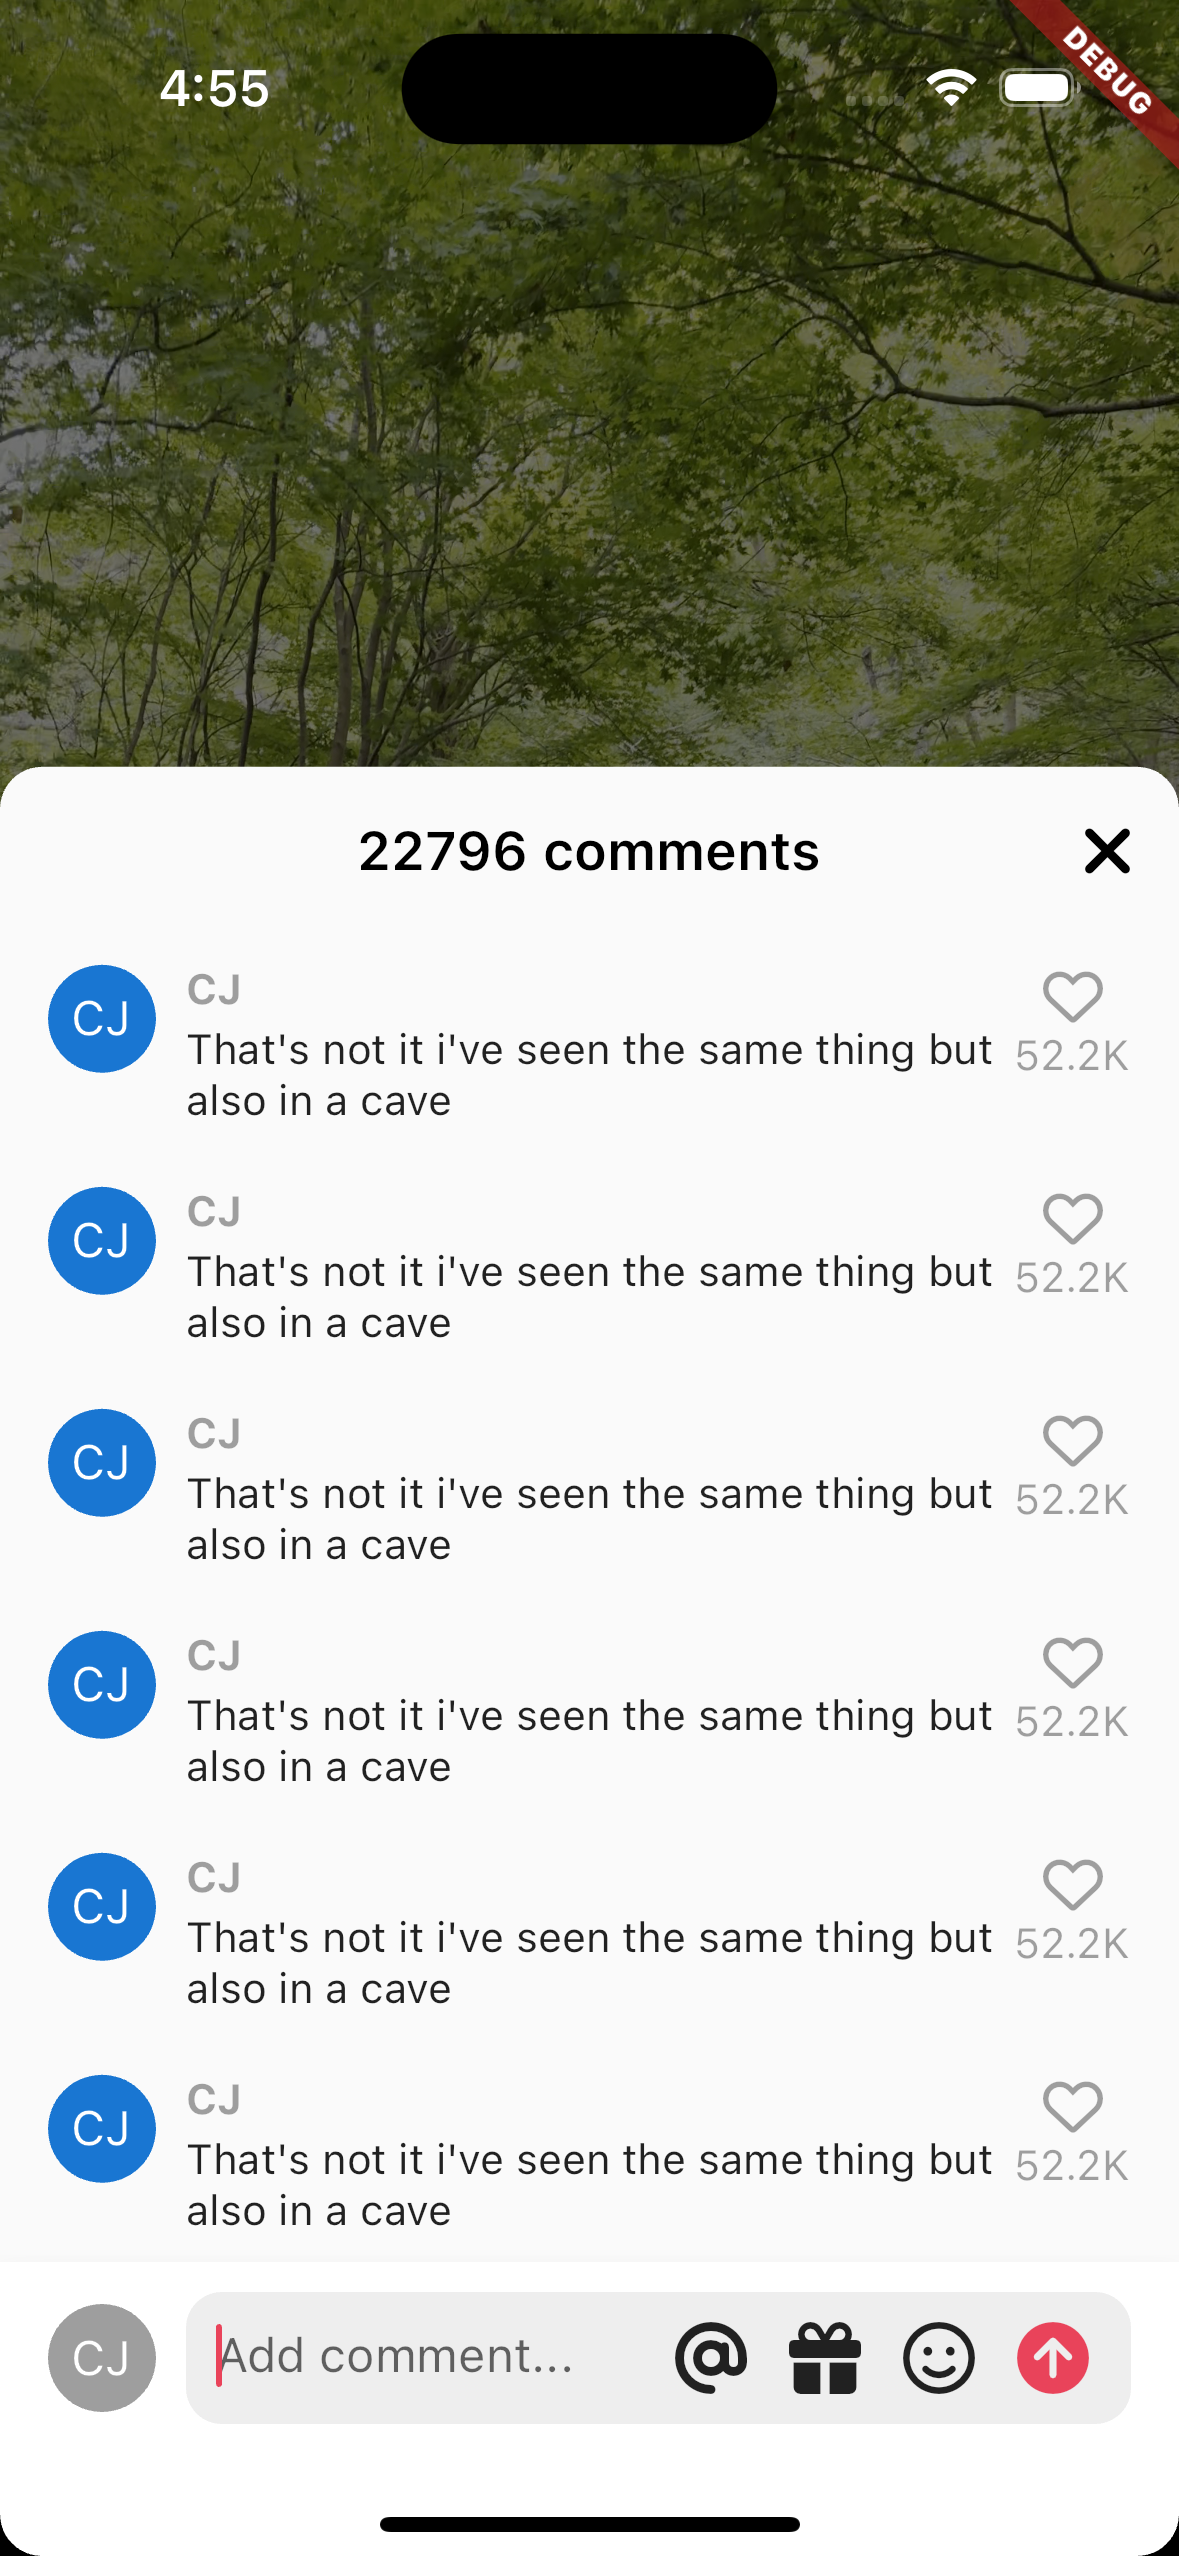 4:55
DEBUG
22796 comments
CJ
CJ
That's not it i've seen the same thing but
also in a cave
52.2K
CJ
CJ
That's not it i've seen the same thing but
also in a cave
52.2K
CJ
CJ
That's not it i've seen the same thing but
also in a cave
52.2K
CJ
CJ
That's not it i've seen the same thing but
also in a cave
52.2K
CJ
CJ
That's not it i've seen the same thing but
also in a cave
52.2K
CJ
CJ
That's not it i've seen the same thing but
also in a cave
52.2K
CJ
Add comment...